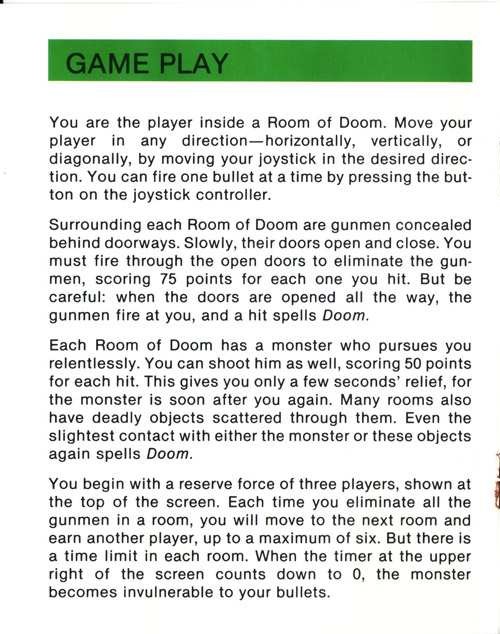 GAME PLAY
You are the player inside a Room of Doom. Move your
player in any direction—horizontally, vertically, or
diagonally, by moving your joystick in the desired direc-
tion. You can fire one bullet at a time by pressing the but-
ton on the joystick controller.
Surrounding each Room of Doom are gunmen concealed
behind doorways. Slowly, their doors open and close. You
must fire through the open doors to eliminate the gun-
men, scoring 75 points for each one you hit. But be
careful: when the doors are opened all the way, the
gunmen fire at you, and a hit spells Doom.
Each Room of Doom has a monster who pursues you
relentlessly. You can shoot him as well, scoring 50 points
for each hit. This gives you only a few seconds' relief, for
the monster is soon after you again. Many rooms also
have deadly objects scattered through them. Even the
slightest contact with either the monster or these objects
again spells Doom.
You begin with a reserve force of three players, shown at
the top of the screen. Each time you eliminate all the
gunmen in a room, you will move to the next room and
earn another player, up to a maximum of six. But there is
a time limit in each room. When the timer at the upper
right of the screen counts down to 0, the monster
becomes invulnerable to your bullets.